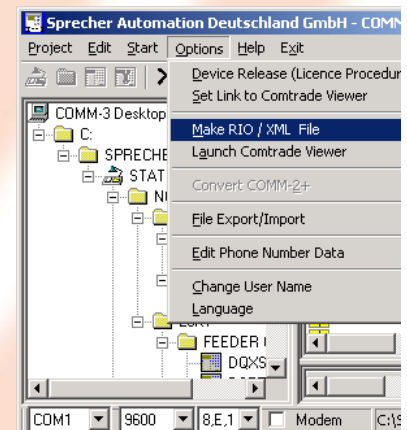 Sprecher Automation Deutschland GmbH - COMM
Project Edit Start Options Help Exit
Device Release (Licence Procedur
Set Link to Comtrade Viewer
Make RIO / XML File
Launch Comtrade Viewer
Convert COMM-2+
File Export/Import
Edit Phone Number Data
Change User Name
Language
COMM-3 Desktop
C:
SPRECHE
STAT
FEEDER
DQXS
COM1 9600 8,E,1 Modem C:\S